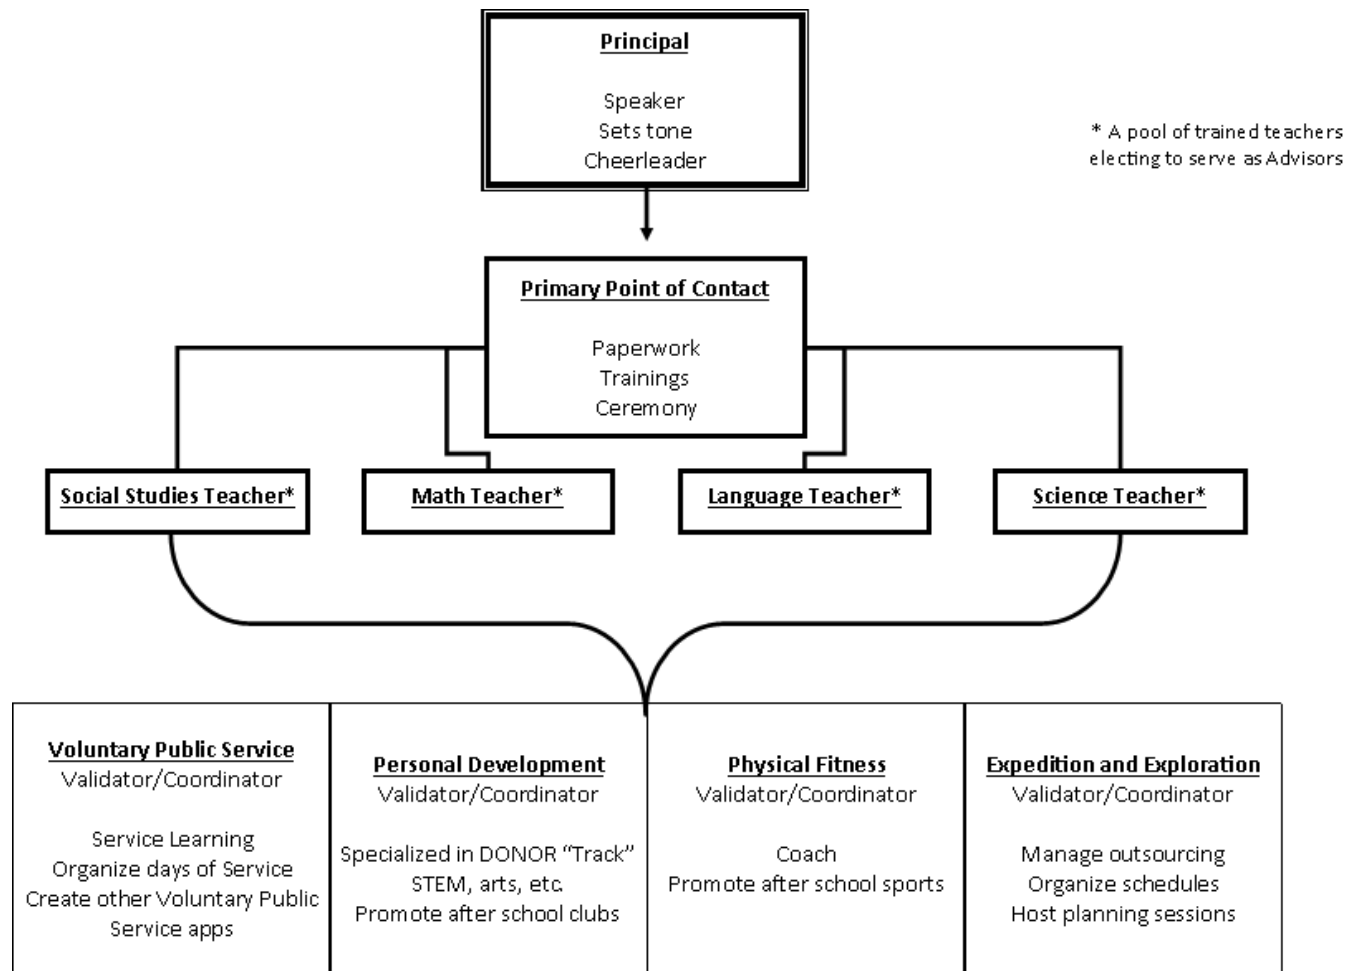 Principal
Speaker
Sets tone
Cheerleader
* A pool of trained teachers
electing to serve as Advisors
Primary Point of Contact
Paperwork
Trainings
Ceremony
Social Studies Teacher*
Math Teacher*
Language Teacher*
Science Teacher*
Voluntary Public Service
Validator/Coordinator
Service Learning
Organize days of Service
Create other Voluntary Public
Service apps
Personal Development
Validator/Coordinator
Specialized in DONOR “Track”
STEM, arts, etc.
Promote after school clubs
Physical Fitness
Validator/Coordinator
Coach
Promote after school sports
Expedition and Exploration
Validator/Coordinator
Manage outsourcing
Organize schedules
Host planning sessions